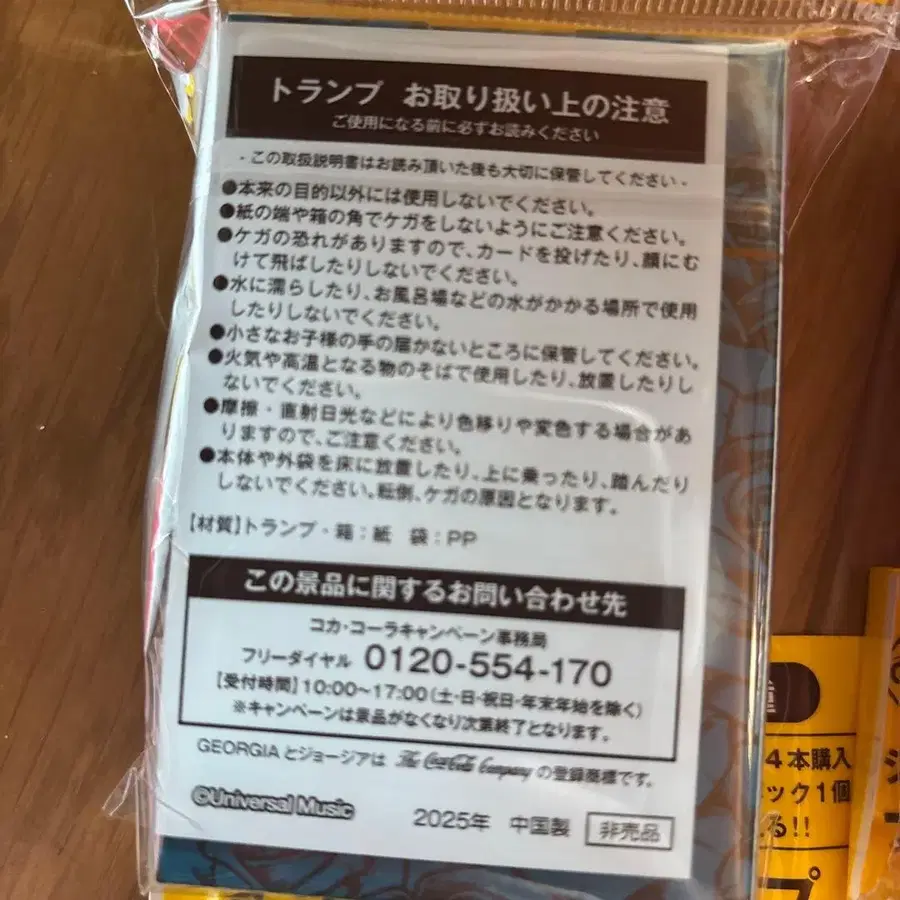 トランプ お取り扱い上の注意
ご使用になる前に必ずお読みください
- この取扱説明書はお読み頂いた後も大切に保管してください -
●本来の目的以外には使用しないでください。
●紙の端や箱の角でケガをしないようにご注意ください。
●ケガの恐れがありますので、カードを投げたり、顔にむ
けて飛ばしたりしないでください。
●水に濡らしたり、お風呂場などの水がかかる場所で使用
したりしないでください。
●小さなお子様の手の届かないところに保管してください。
●火気や高温となる物のそばで使用したり、放置したりし
ないでください。
●摩擦・直射日光などにより色移りや変色する場合があ
りますので、ご注意ください。
●本体や外袋を床に放置したり、上に乗ったり、踏んだり
しないでください。転倒、ケガの原因となります。
【材質】トランプ・箱：紙 袋：PP
この景品に関するお問い合わせ先
コカ・コーラキャンペーン事務局
フリーダイヤル 0120-554-170
【受付時間】10:00～17:00（土・日・祝日・年末年始を除く）
※キャンペーンは景品がなくなり次第終了となります。
GEORGIA とジョージアは The Coca-Cola Company の登録商標です。
©Universal Music
2025年 中国製 非売品
4本購入
ック1個
る!!
プ